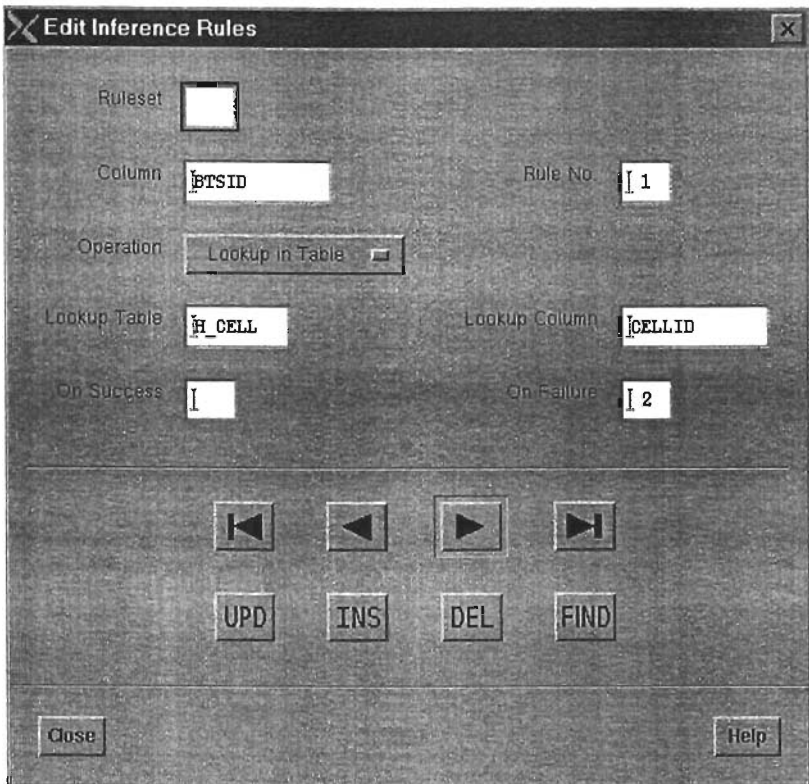 Edit Inference Rules
Ruleset
Column BTSID Rule No. 1
Operation Lookup in Table
Lookup Table H_CELL Lookup Column CELLID
On Success On Failure 2
UPD INS DEL FIND
Close Help